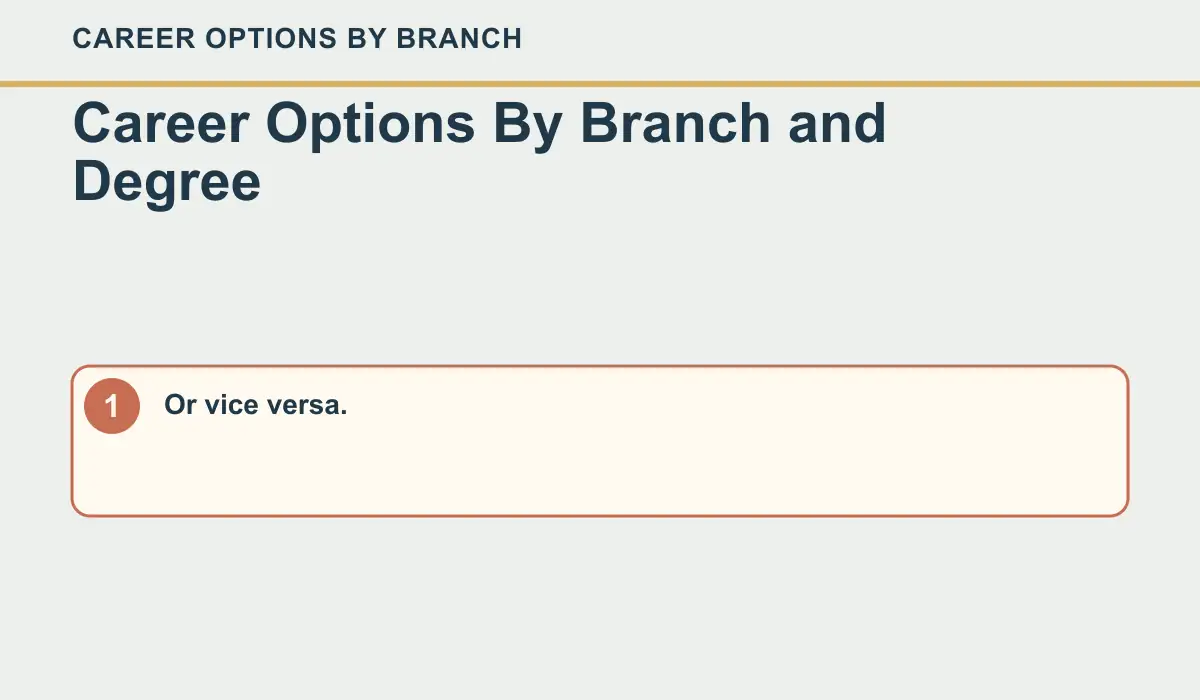 CAREER OPTIONS BY BRANCH
Career Options By Branch and
Degree
1
Or vice versa.